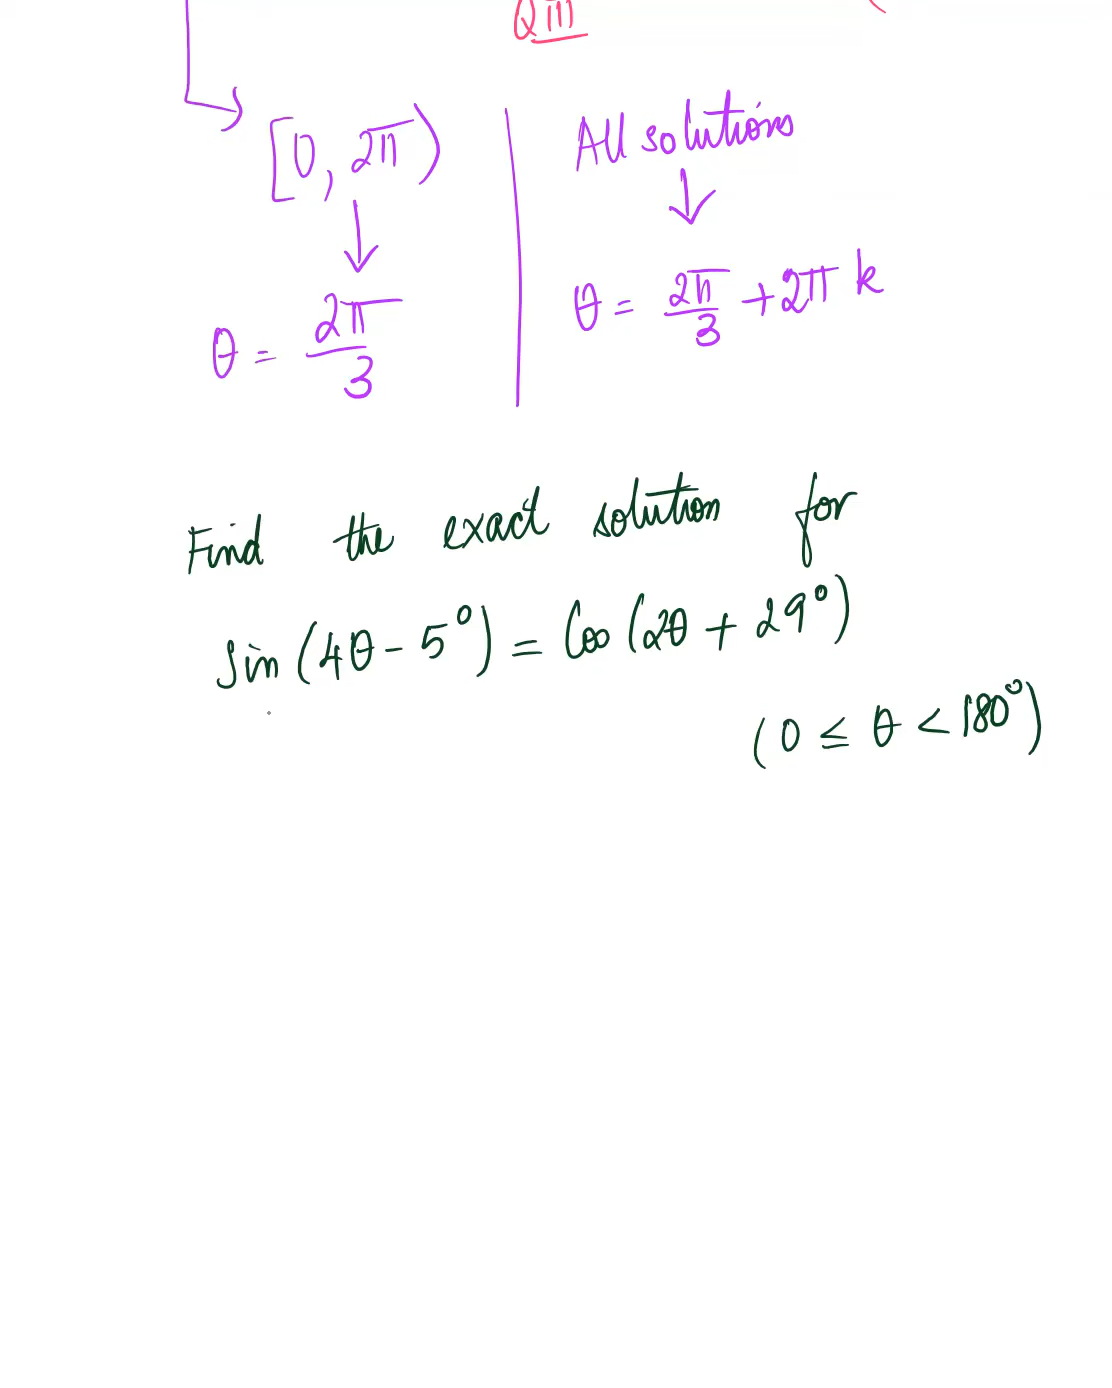 QIII
[0, 2π)
All solutions
θ = 2π/3
θ = 2π/3 + 2π k
Find the exact solution for
sin (4θ - 5°) = Cos (2θ + 29°)
(0 ≤ θ < 180°)